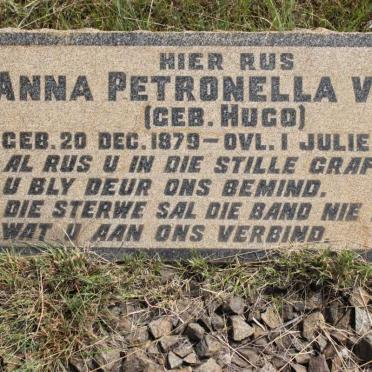 HIER RUS
ANNA PETRONELLA V
(GEB. HUGO)
GEB. 20 DEC. 1879 - OVL. 1 JULIE
AL RUS U IN DIE STILLE GRAF
U BLY DEUR ONS BEMIND.
DIE STERWE SAL DIE BAND NIE
WAT U AAN ONS VERBIND.